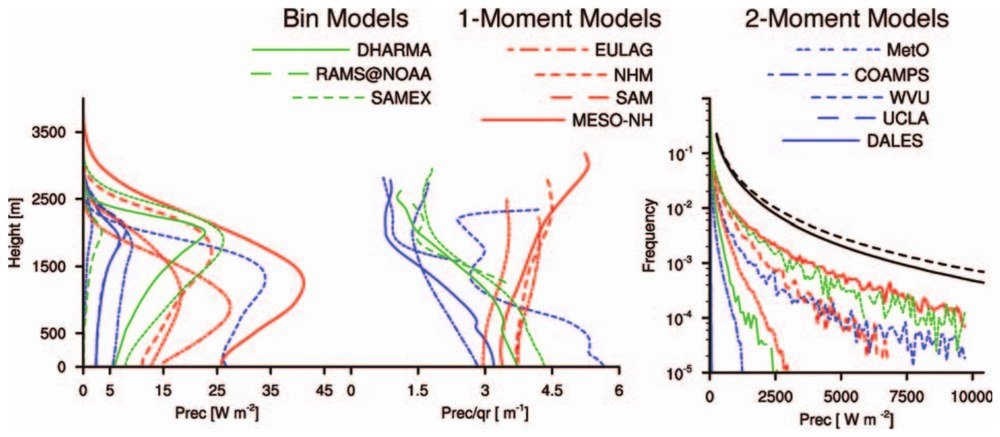 Bin Models 1-Moment Models 2-Moment Models
DHARMA EULAG MetO
RAMS@NOAA NHM COAMPS
SAMEX SAM WVU
MESO-NH UCLA
DALES
3500
2500
1500
500
0
Height [m]
0 5 15 25 35 45
Prec [W m-2]
0 1.5 3 4.5 6
Prec/qr [ m-1]
10-1
10-2
10-3
10-4
10-5
Frequency
0 2500 5000 7500 10000
Prec [ W m -2]